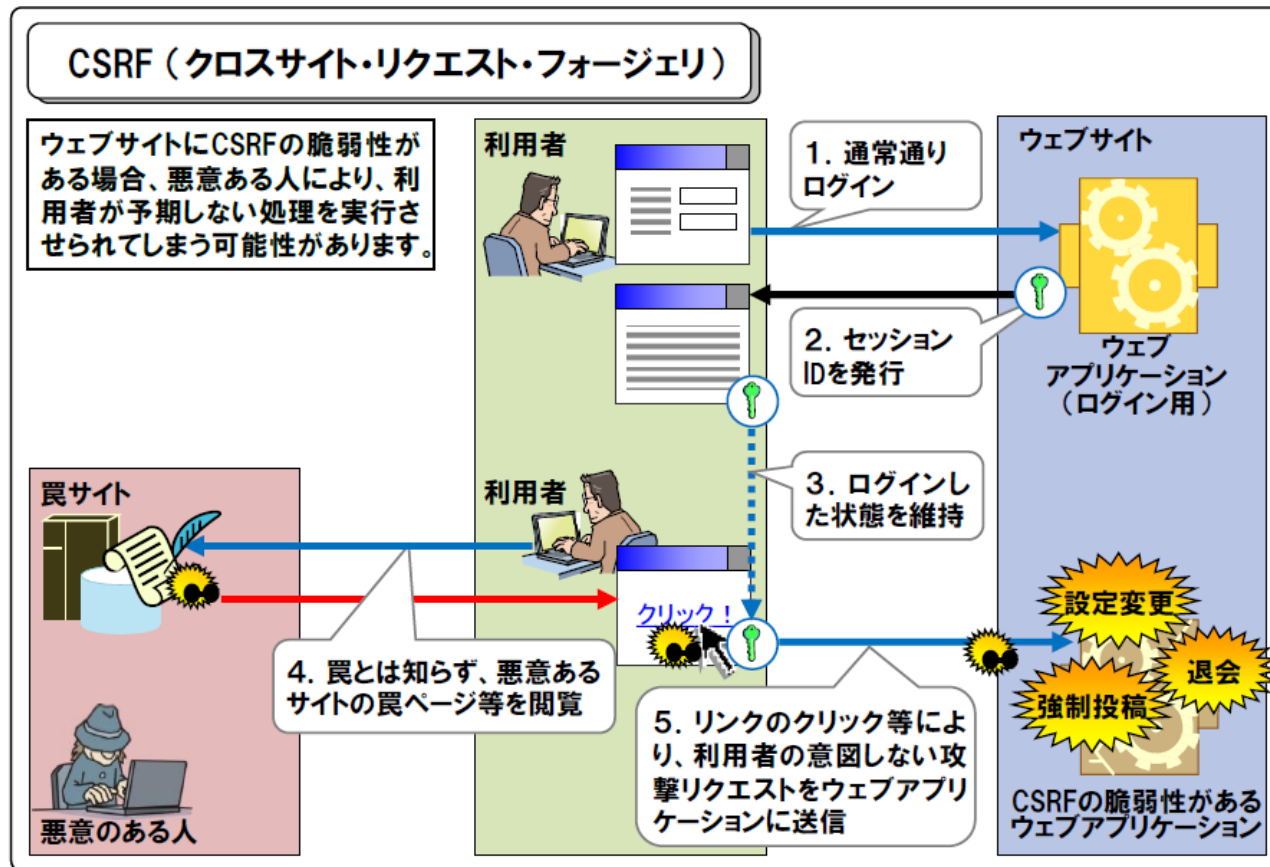 CSRF（クロスサイト・リクエスト・フォージェリ）
ウェブサイトにCSRFの脆弱性が
ある場合、悪意ある人により、利
用者が予期しない処理を実行さ
せられてしまう可能性があります。
利用者
1．通常通り
ログイン
ウェブサイト
2．セッション
IDを発行
ウェブ
アプリケーション
（ログイン用）
3．ログインし
た状態を維持
罠サイト
利用者
クリック！
4．罠とは知らず、悪意ある
サイトの罠ページ等を閲覧
設定変更
退会
強制投稿
5．リンクのクリック等によ
り、利用者の意図しない攻
撃リクエストをウェブアプリ
ケーションに送信
悪意のある人
CSRFの脆弱性がある
ウェブアプリケーション